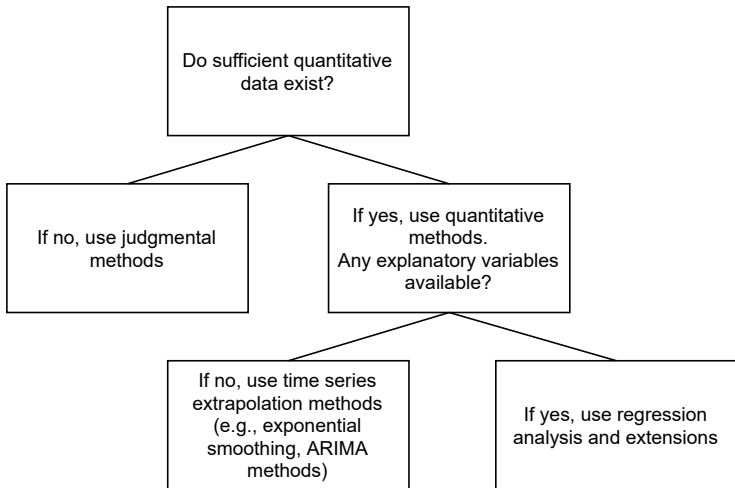 Do sufficient quantitative
data exist?
If no, use judgmental
methods
If yes, use quantitative
methods.
Any explanatory variables
available?
If no, use time series
extrapolation methods
(e.g., exponential
smoothing, ARIMA
methods)
If yes, use regression
analysis and extensions